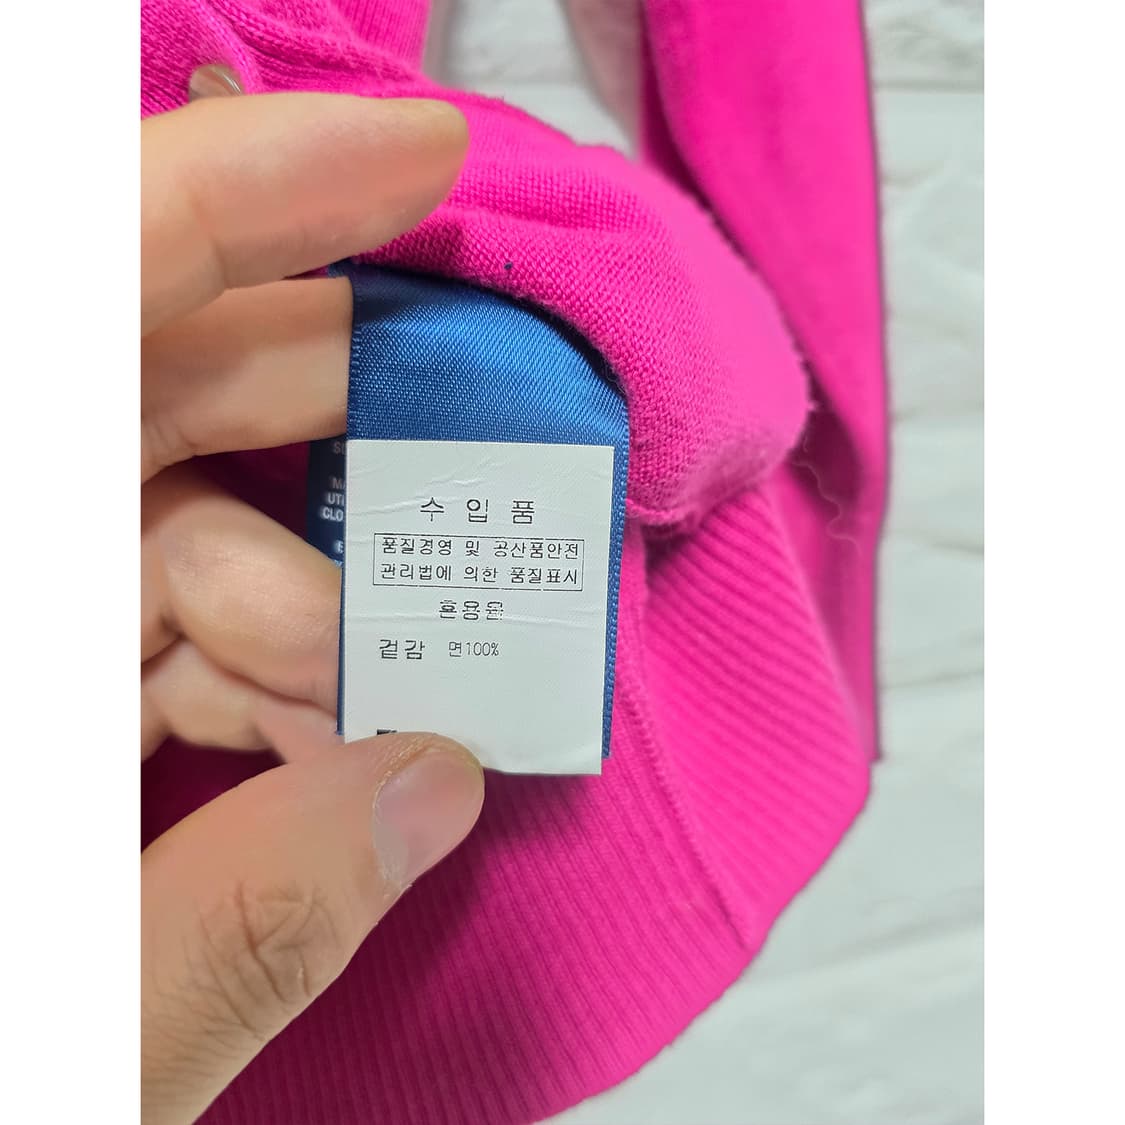 수입품
품질경영 및 공산품안전
관리법에 의한 품질표시
혼용율
겉감 면100%